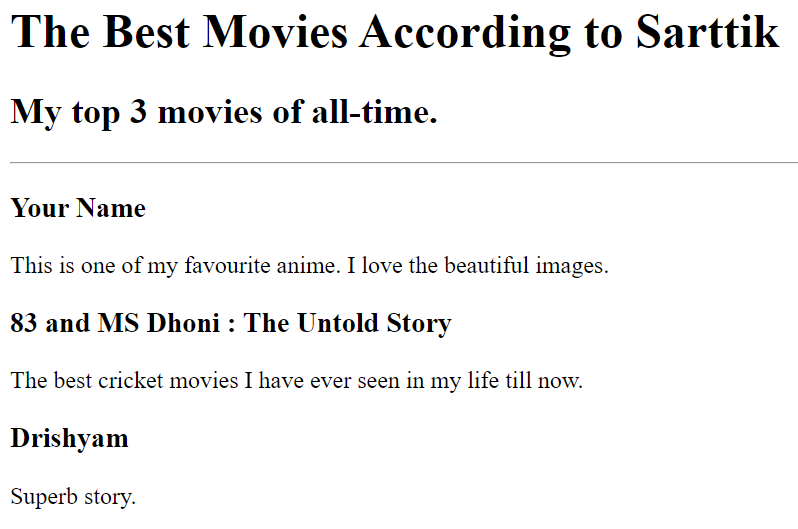 The Best Movies According to Sarttik
My top 3 movies of all-time.
Your Name
This is one of my favourite anime. I love the beautiful images.
83 and MS Dhoni : The Untold Story
The best cricket movies I have ever seen in my life till now.
Drishyam
Superb story.